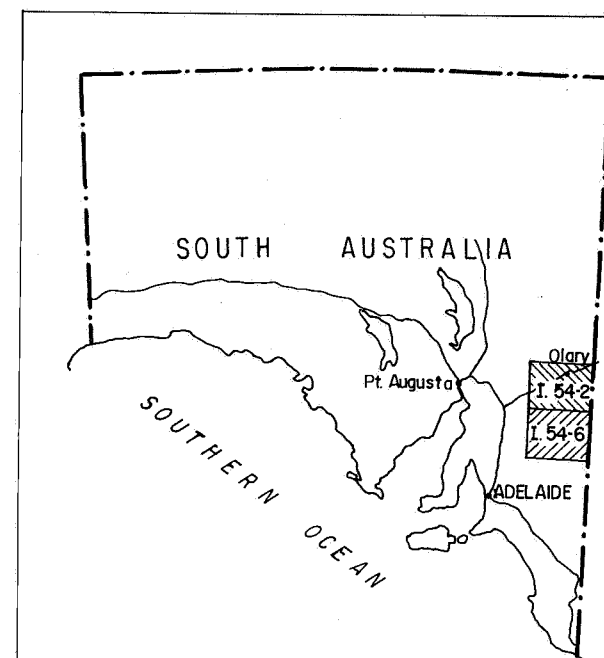 SOUTH AUSTRALIA
Olary
Pt. Augusta
I. 54-2
I. 54-6
SOUTHERN OCEAN
ADELAIDE